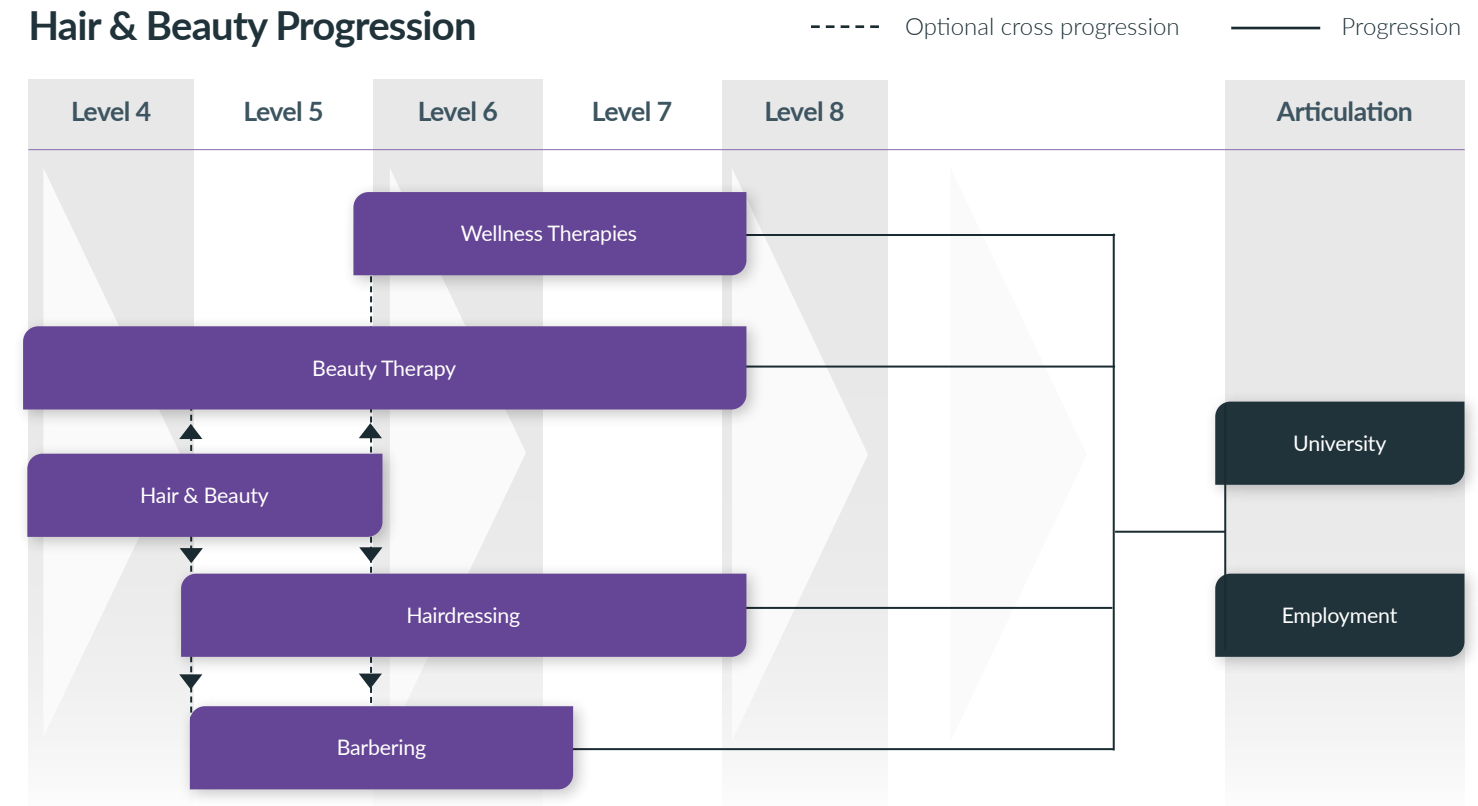 Hair & Beauty Progression
Optional cross progression
Progression
Level 4
Level 5
Level 6
Level 7
Level 8
Articulation
Wellness Therapies
Beauty Therapy
University
Hair & Beauty
Hairdressing
Employment
Barbering